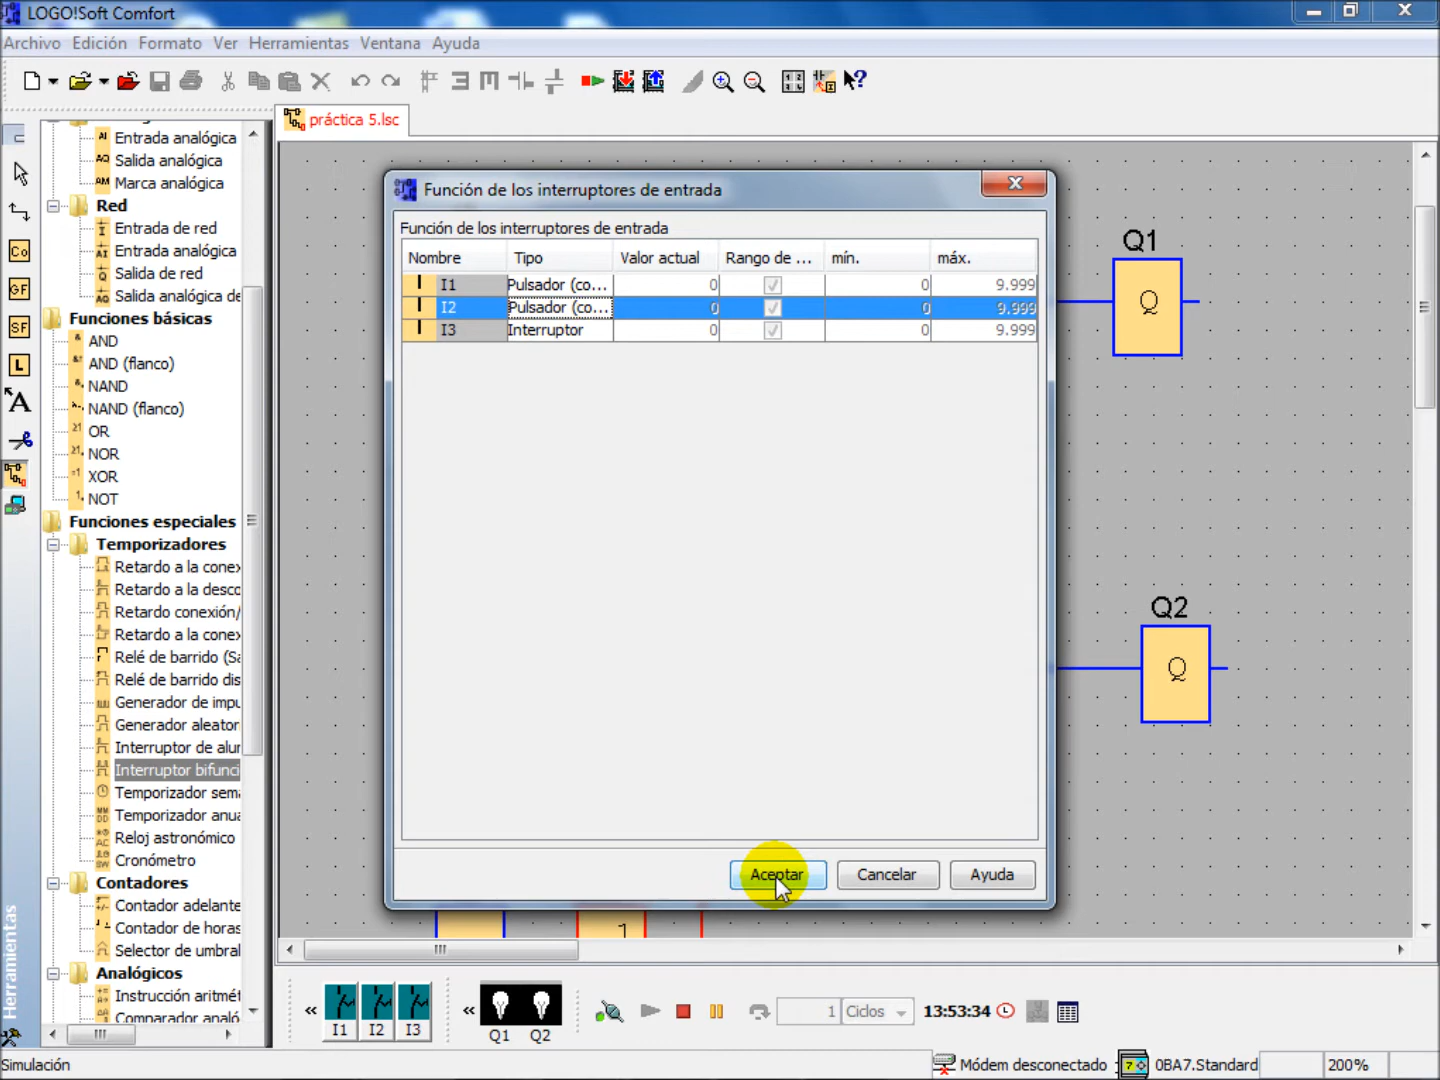 LOGO!Soft Comfort
Archivo Edición Formato Ver Herramientas Ventana Ayuda
práctica 5.lsc
Entrada analógica
Salida analógica
Marca analógica
Red
Entrada de red
Entrada analógica
Salida de red
Salida analógica de
Funciones básicas
AND
AND (flanco)
NAND
NAND (flanco)
OR
NOR
XOR
NOT
Funciones especiales
Temporizadores
Retardo a la conex
Retardo a la desco
Retardo conexión/
Retardo a la conex
Relé de barrido (Sa
Relé de barrido dis
Generador de impu
Generador aleator
Interruptor de alur
Interruptor bifunci
Temporizador sema
Temporizador anua
Reloj astronómico
Cronómetro
Contadores
Contador adelante
Contador de horas
Selector de umbral
Analógicos
Instrucción aritmét
Comparador analó
Herramientas
Función de los interruptores de entrada
Función de los interruptores de entrada
Nombre Tipo Valor actual Rango de ... mín. máx.
I1 Pulsador (co... 0 0 9.999
I2 Pulsador (co... 0 0 9.999
I3 Interruptor 0 0 9.999
Aceptar Cancelar Ayuda
Q1
Q
Q2
Q
1
I1 I2 I3
Q1 Q2
1 Ciclos
13:53:34
Simulación
Módem desconectado
0BA7.Standard
200%